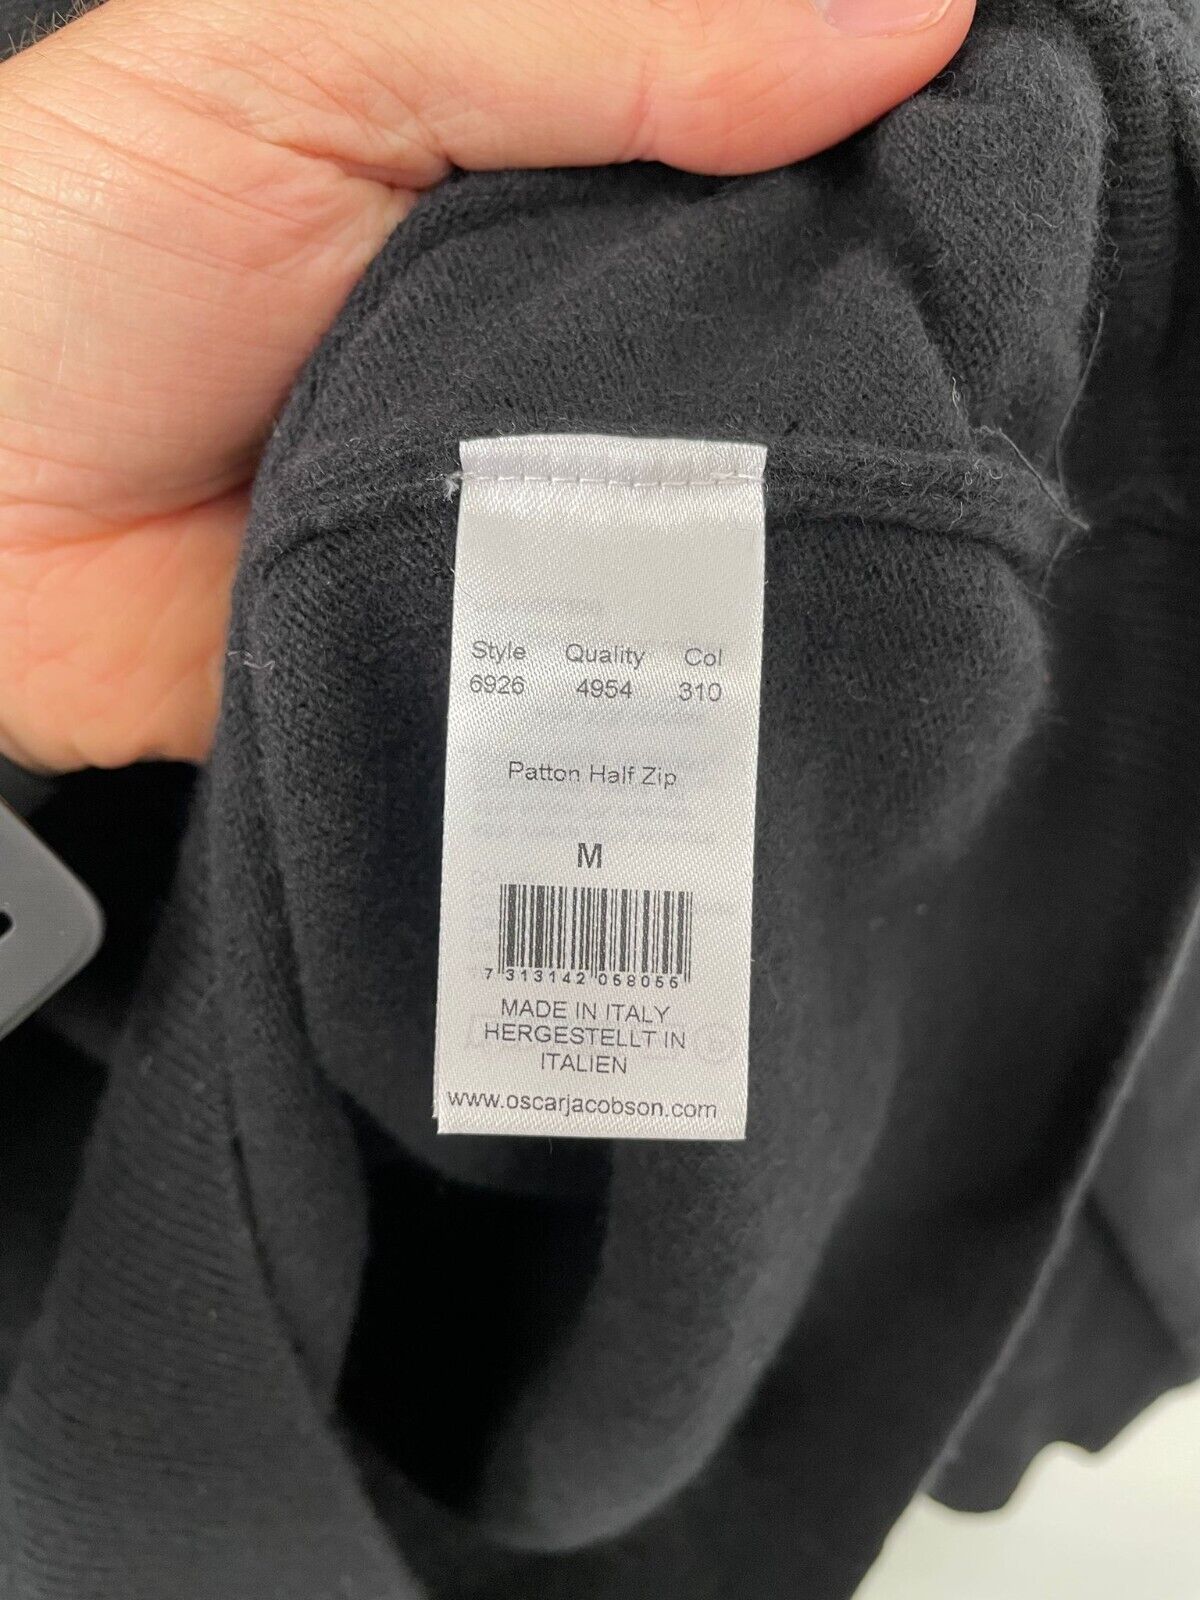 Style Quality Col
6926 4954 310
Patton Half Zip
M
7 313142 058055
MADE IN ITALY
HERGESTELLT IN
ITALIEN
www.oscarjacobson.com